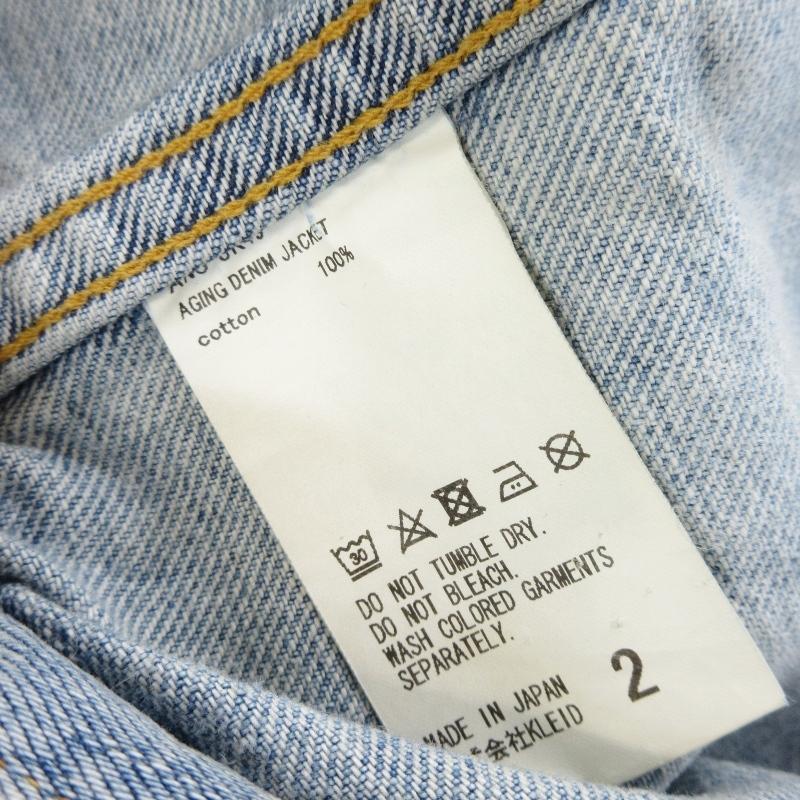 AGING DENIM JACKET
cotton 100%
30
DO NOT TUMBLE DRY.
DO NOT BLEACH.
WASH COLORED GARMENTS
SEPARATELY.
2
MADE IN JAPAN
会社KLEID